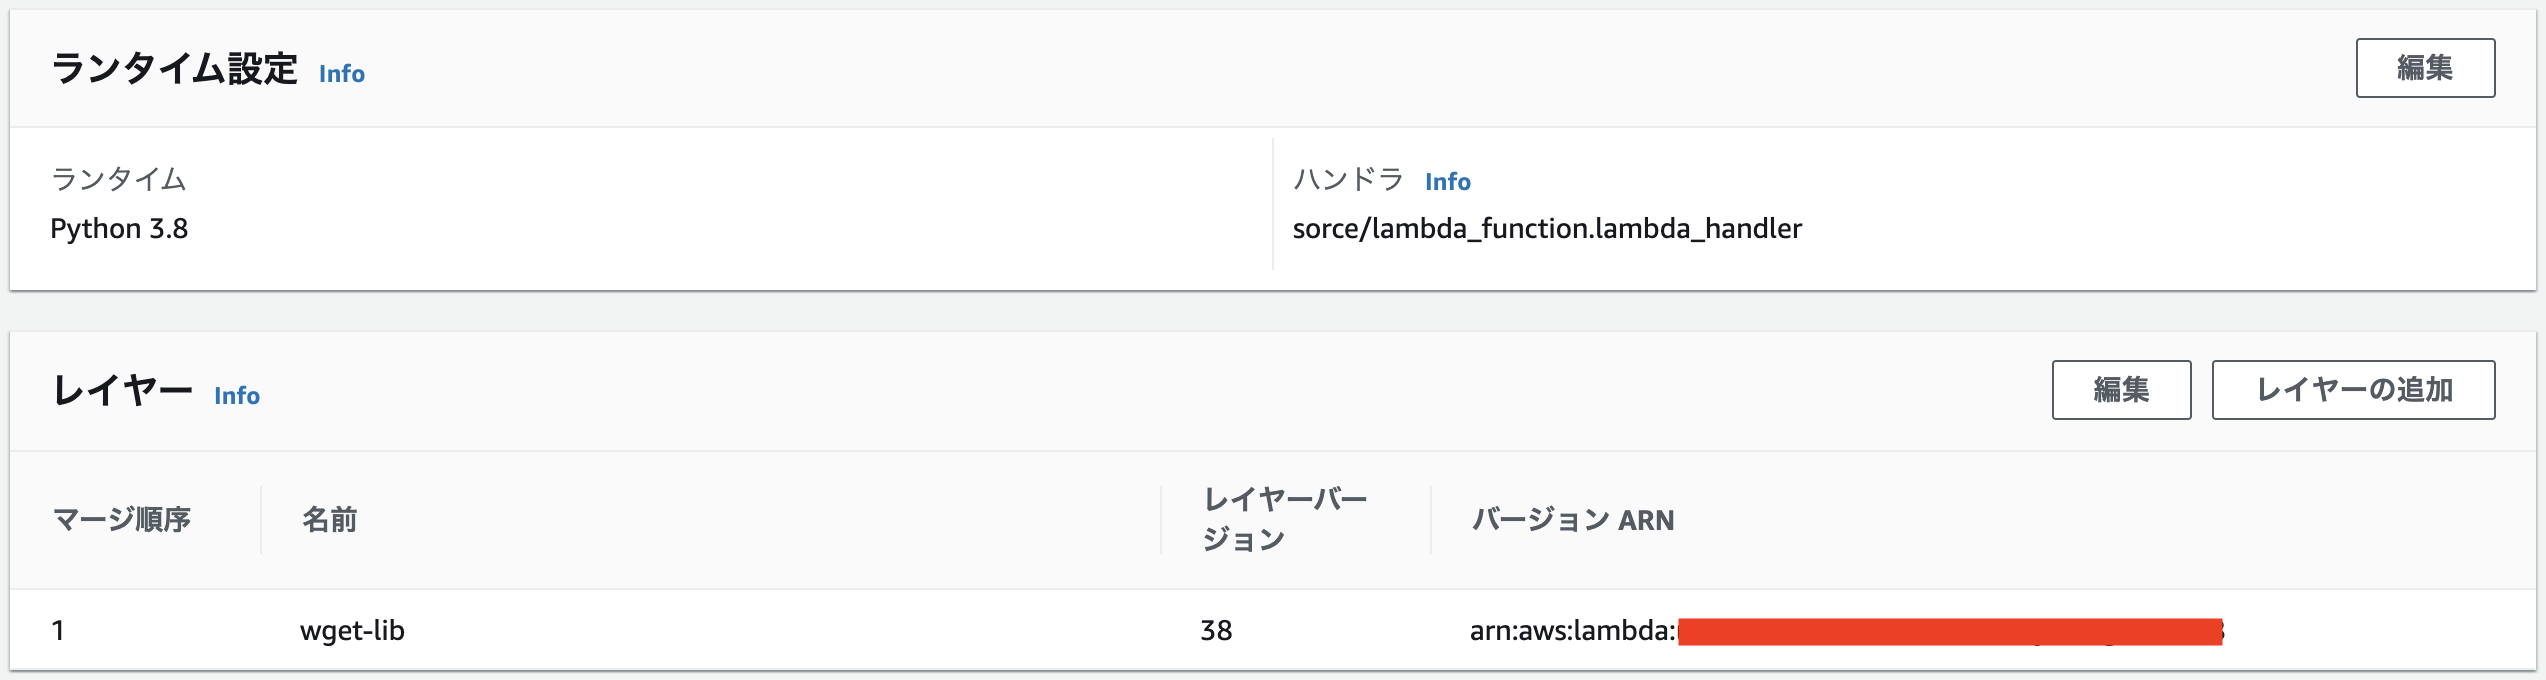 ランタイム設定 Info
編集
ランタイム
Python 3.8
ハンドラ Info
sorce/lambda_function.lambda_handler
レイヤー Info
編集
レイヤーの追加
マージ順序
名前
レイヤーバー
ジョン
バージョン ARN
1
wget-lib
38
arn:aws:lambda: